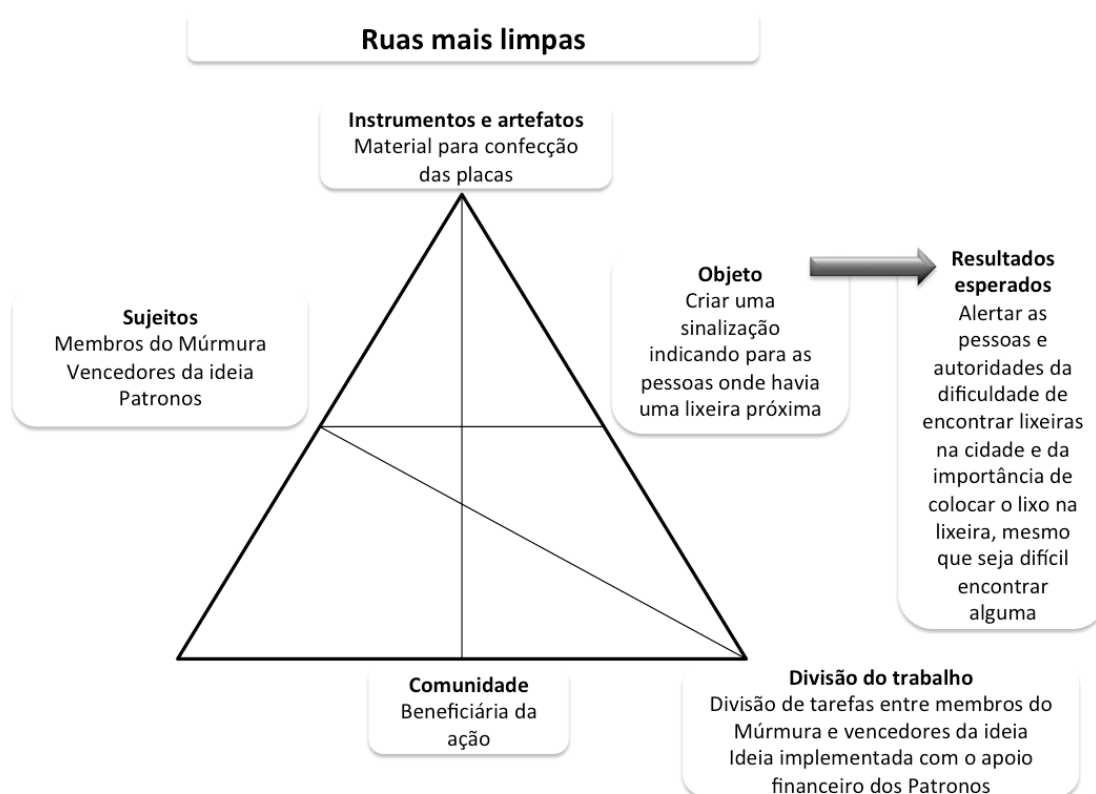 Ruas mais limpas
Instrumentos e artefatos
Material para confecção
das placas
Sujeitos
Membros do Múrmura
Vencedores da ideia
Patronos
Objeto
Criar uma
sinalização
indicando para as
pessoas onde havia
uma lixeira próxima
Resultados
esperados
Alertar as
pessoas e
autoridades da
dificuldade de
encontrar lixeiras
na cidade e da
importância de
colocar o lixo na
lixeira, mesmo
que seja difícil
encontrar
alguma
Comunidade
Beneficiária da
ação
Divisão do trabalho
Divisão de tarefas entre membros do
Múrmura e vencedores da ideia
Ideia implementada com o apoio
financeiro dos Patronos